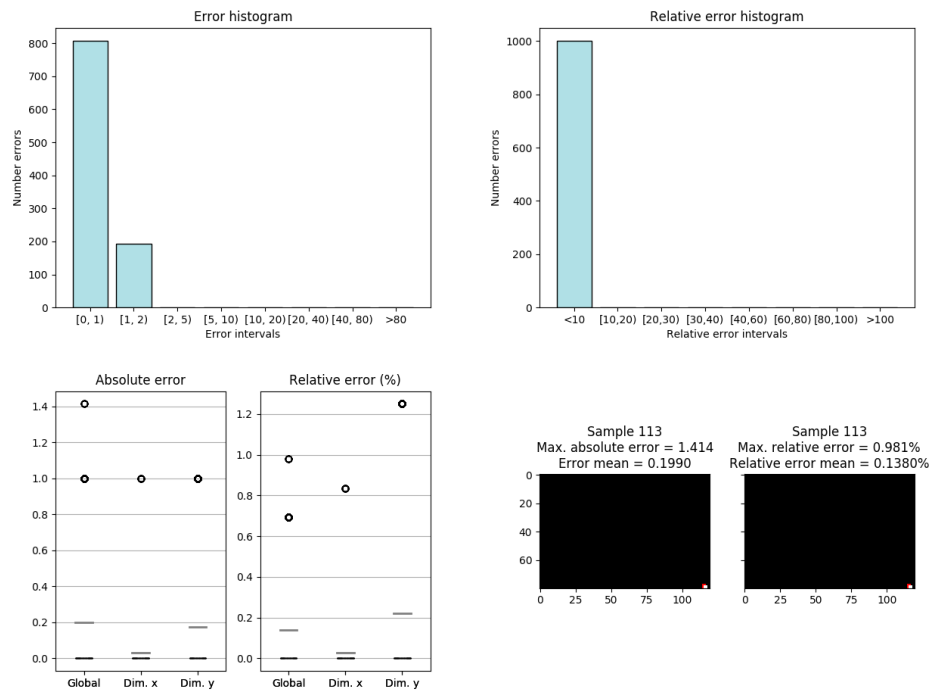 Error histogram
800
700
600
500
400
300
200
100
0
Number errors
[0, 1) [1, 2) [2, 5) [5, 10) [10, 20) [20, 40) [40, 80) >80
Error intervals
Relative error histogram
1000
800
600
400
200
0
Number errors
<10 [10,20) [20,30) [30,40) [40,60) [60,80) [80,100) >100
Relative error intervals
Absolute error
1.4
1.2
1.0
0.8
0.6
0.4
0.2
0.0
Global Dim. x Dim. y
Relative error (%)
1.2
1.0
0.8
0.6
0.4
0.2
0.0
Global Dim. x Dim. y
Sample 113
Max. absolute error = 1.414
Error mean = 0.1990
0
20
40
60
0 25 50 75 100
Sample 113
Max. relative error = 0.981%
Relative error mean = 0.1380%
0 25 50 75 100